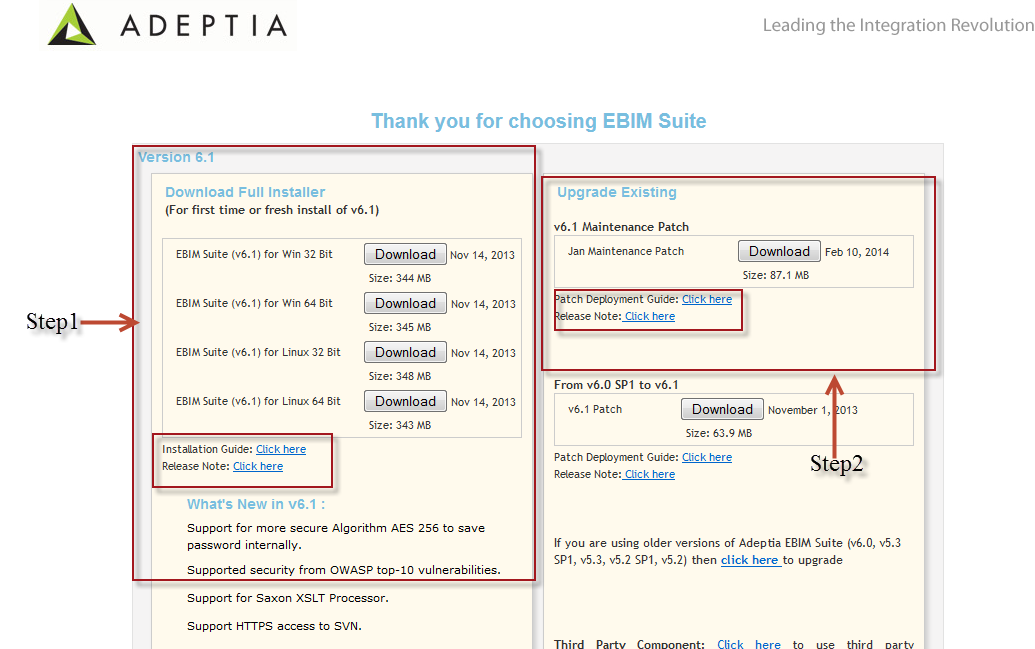 ADEPTIA
Leading the Integration Revolution
Thank you for choosing EBIM Suite
Version 6.1
Download Full Installer
(For first time or fresh install of v6.1)
EBIM Suite (v6.1) for Win 32 Bit Download Nov 14, 2013
Size: 344 MB
EBIM Suite (v6.1) for Win 64 Bit Download Nov 14, 2013
Size: 345 MB
Step1
EBIM Suite (v6.1) for Linux 32 Bit Download Nov 14, 2013
Size: 348 MB
EBIM Suite (v6.1) for Linux 64 Bit Download Nov 14, 2013
Size: 343 MB
Installation Guide: Click here
Release Note: Click here
What's New in v6.1 :
Support for more secure Algorithm AES 256 to save
password internally.
Supported security from OWASP top-10 vulnerabilities.
Support for Saxon XSLT Processor.
Support HTTPS access to SVN.
Upgrade Existing
v6.1 Maintenance Patch
Jan Maintenance Patch Download Feb 10, 2014
Size: 87.1 MB
Patch Deployment Guide: Click here
Release Note: Click here
From v6.0 SP1 to v6.1
v6.1 Patch Download November 1, 2013
Size: 63.9 MB
Patch Deployment Guide: Click here
Release Note: Click here
Step2
If you are using older versions of Adeptia EBIM Suite (v6.0, v5.3
SP1, v5.3, v5.2 SP1, v5.2) then click here to upgrade
Third Party Component: Click here to use third party